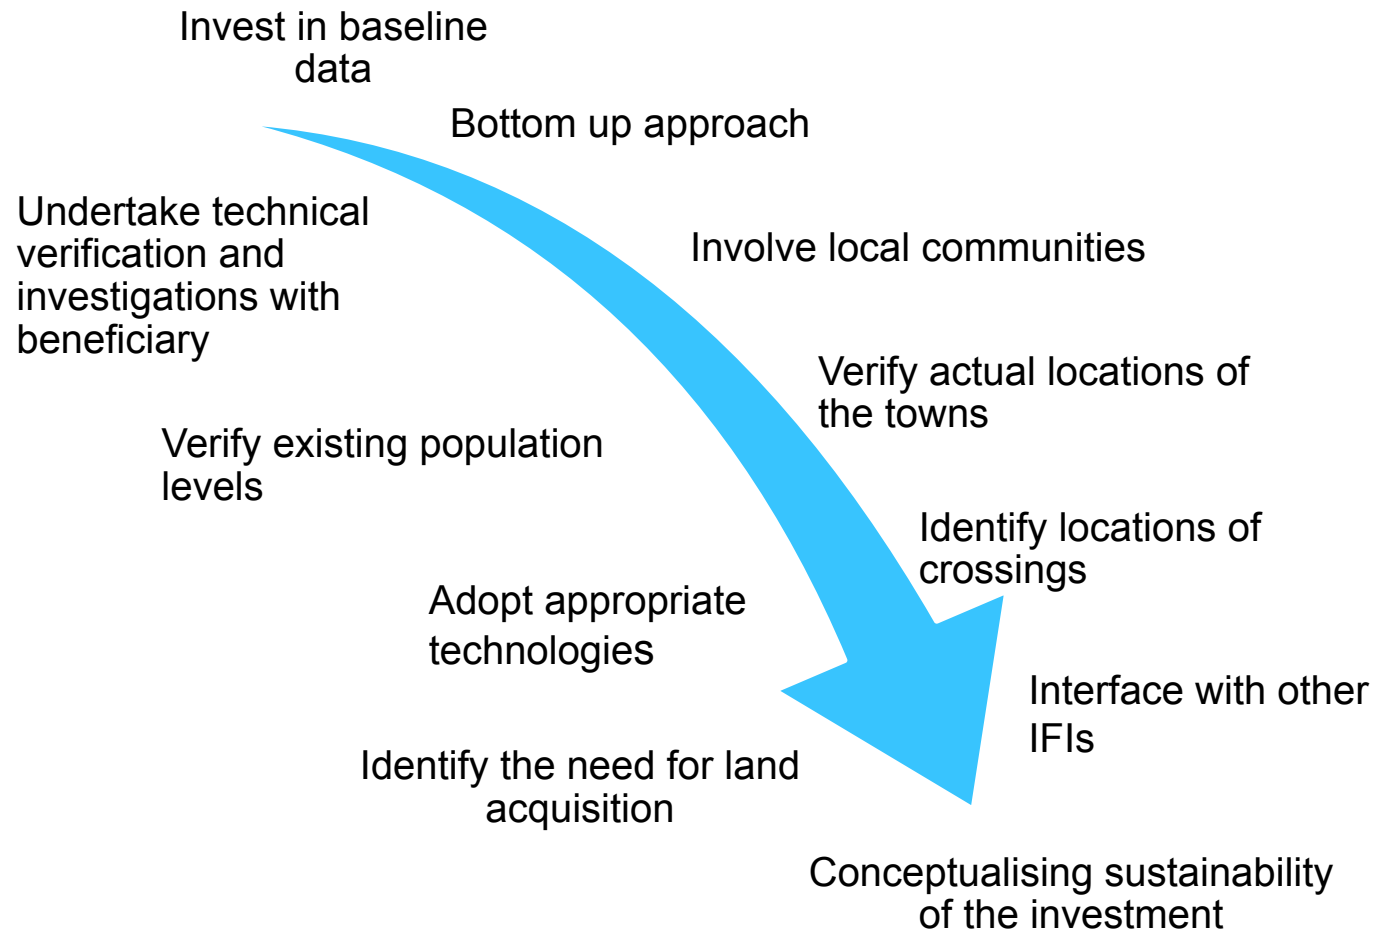 Invest in baseline
data
Bottom up approach
Undertake technical
verification and
investigations with
beneficiary
Involve local communities
Verify actual locations of
the towns
Verify existing population
levels
Identify locations of
crossings
Adopt appropriate
technologies
Interface with other
IFIs
Identify the need for land
acquisition
Conceptualising sustainability
of the investment